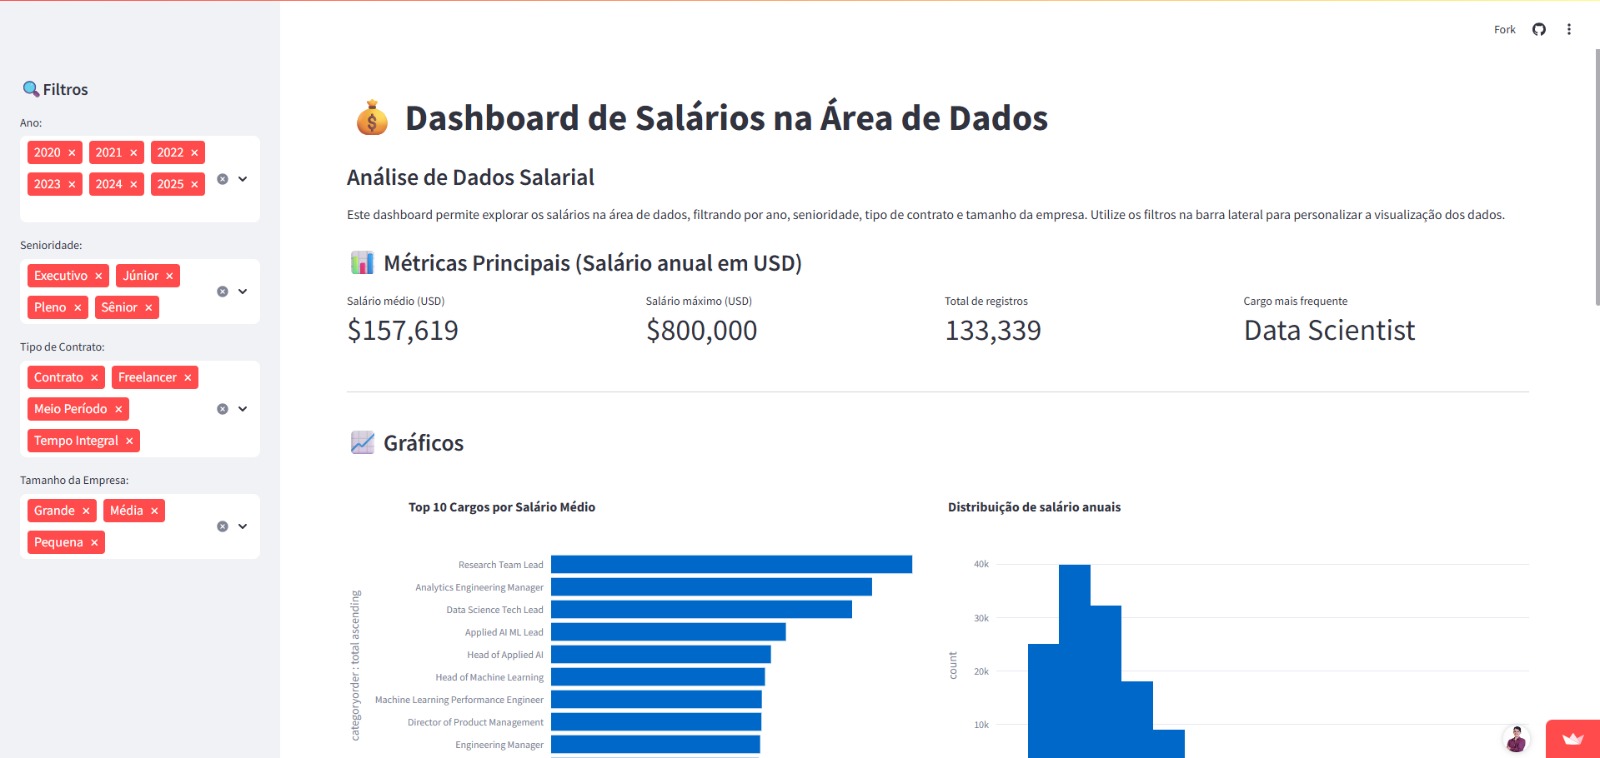 Fork
Filtros
Ano:
2020 × 2021 × 2022 ×
2023 × 2024 × 2025 ×
Senioridade:
Executivo × Júnior ×
Pleno × Sênior ×
Tipo de Contrato:
Contrato × Freelancer ×
Meio Período ×
Tempo Integral ×
Tamanho da Empresa:
Grande × Média ×
Pequena ×
Dashboard de Salários na Área de Dados
Análise de Dados Salarial
Este dashboard permite explorar os salários na área de dados, filtrando por ano, senioridade, tipo de contrato e tamanho da empresa. Utilize os filtros na barra lateral para personalizar a visualização dos dados.
Métricas Principais (Salário anual em USD)
Salário médio (USD)
$157,619
Salário máximo (USD)
$800,000
Total de registros
133,339
Cargo mais frequente
Data Scientist
Gráficos
Top 10 Cargos por Salário Médio
categoryorder : total ascending
Research Team Lead
Analytics Engineering Manager
Data Science Tech Lead
Applied AI ML Lead
Head of Applied AI
Head of Machine Learning
Machine Learning Performance Engineer
Director of Product Management
Engineering Manager
Distribuição de salário anuais
count
40k
30k
20k
10k